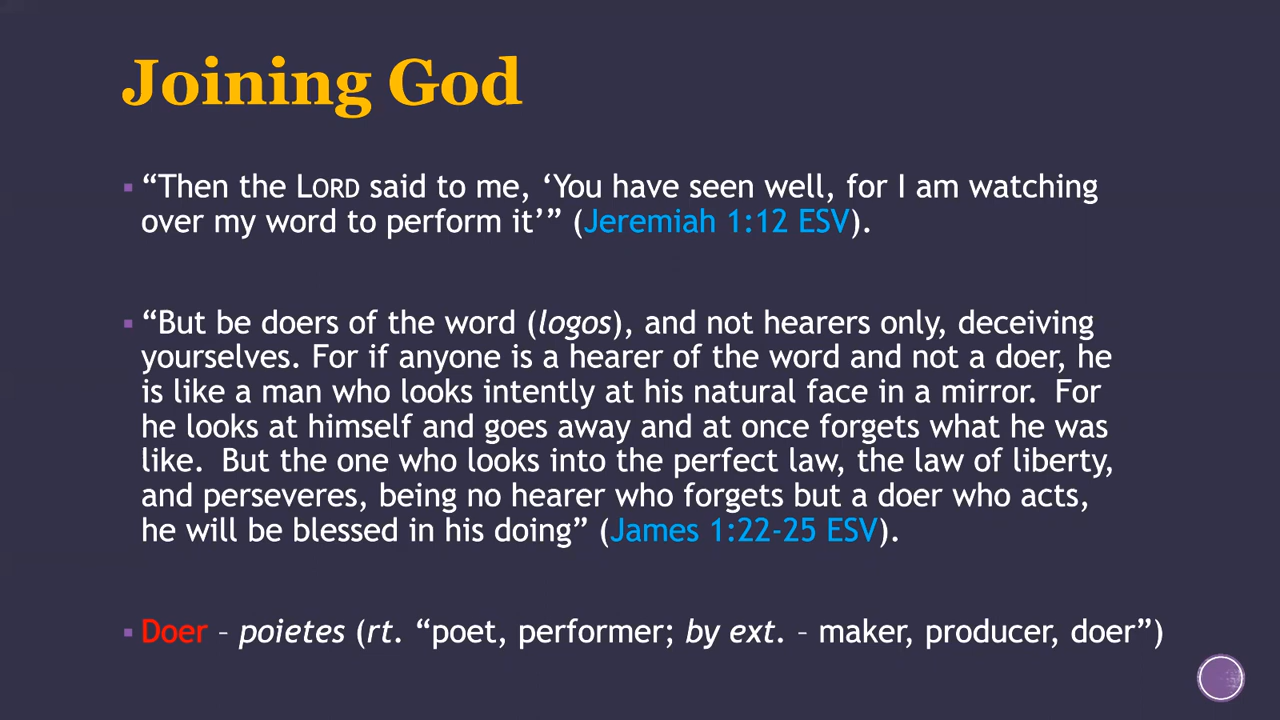 Joining God
▪ “Then the LORD said to me, ‘You have seen well, for I am watching
over my word to perform it’” (Jeremiah 1:12 ESV).
▪ “But be doers of the word (logos), and not hearers only, deceiving
yourselves. For if anyone is a hearer of the word and not a doer, he
is like a man who looks intently at his natural face in a mirror.  For
he looks at himself and goes away and at once forgets what he was
like.  But the one who looks into the perfect law, the law of liberty,
and perseveres, being no hearer who forgets but a doer who acts,
he will be blessed in his doing” (James 1:22-25 ESV).
▪ Doer – poietes (rt. “poet, performer; by ext. – maker, producer, doer”)